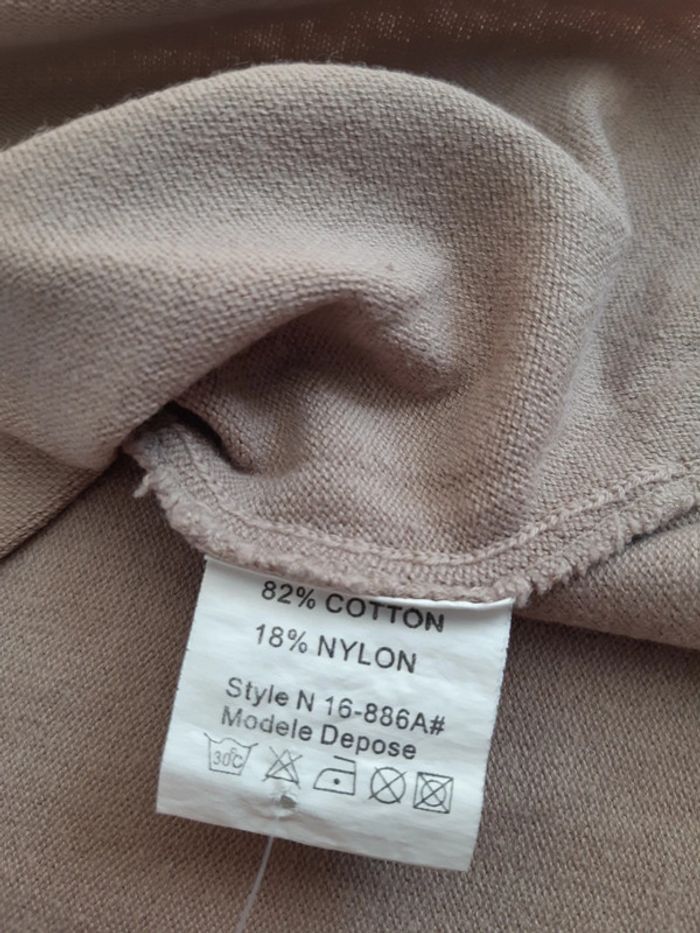 82% COTTON
18% NYLON
Style N 16-886A#
Modele Depose
30°C